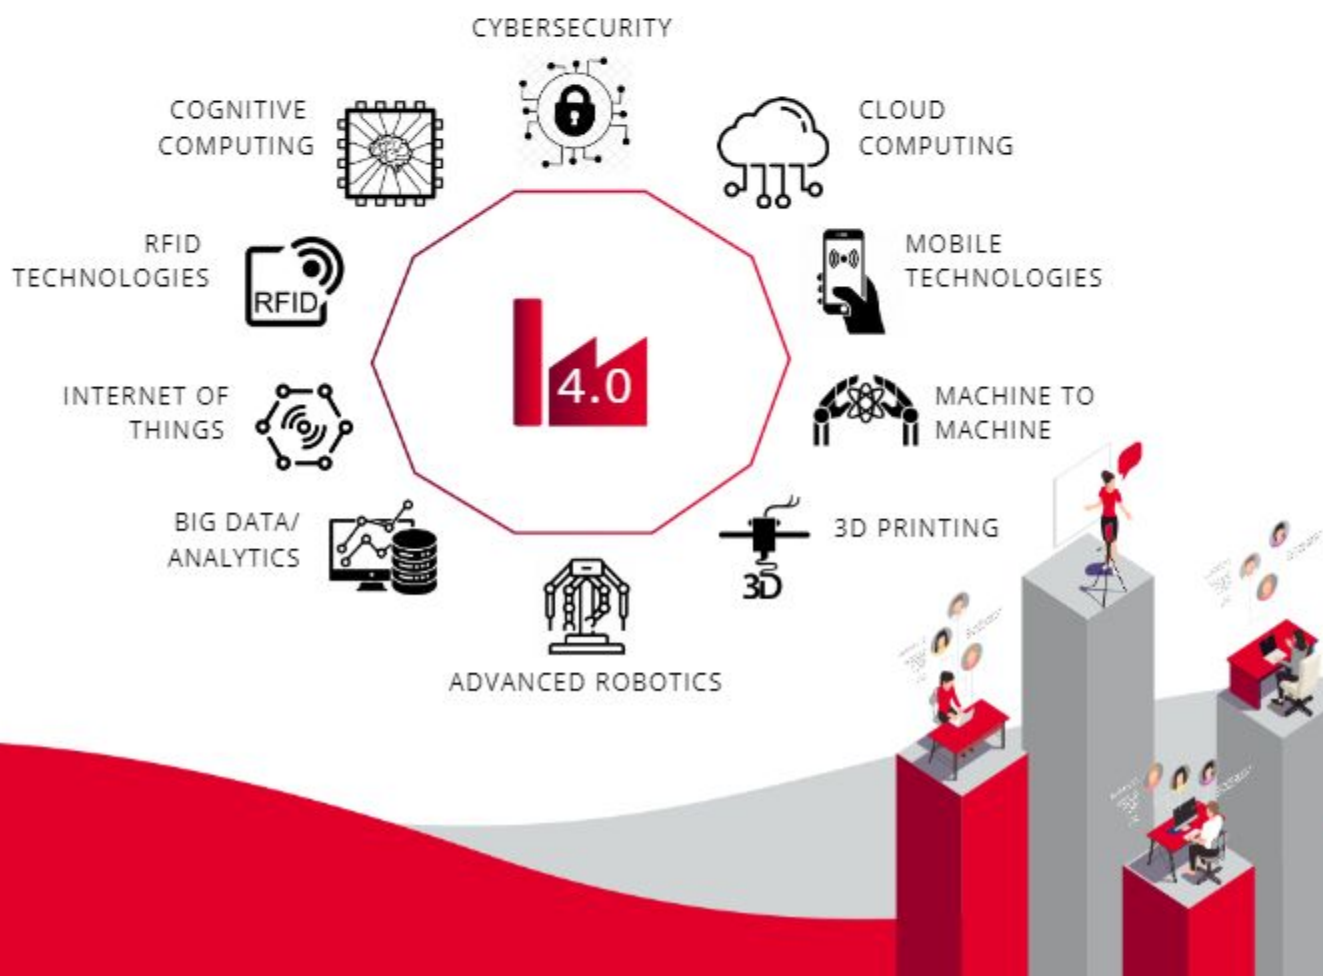 CYBERSECURITY
COGNITIVE
COMPUTING
CLOUD
COMPUTING
RFID
TECHNOLOGIES
RFID
MOBILE
TECHNOLOGIES
4.0
INTERNET OF
THINGS
MACHINE TO
MACHINE
BIG DATA/
ANALYTICS
3D PRINTING
3D
ADVANCED ROBOTICS